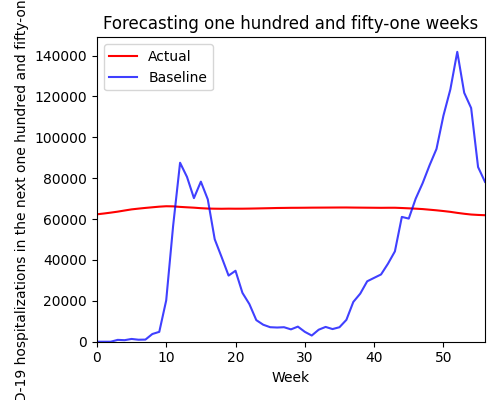 Forecasting one hundred and fifty-one weeks
Actual
Baseline
140000
120000
100000
80000
60000
40000
20000
0
0 10 20 30 40 50
Week
D-19 hospitalizations in the next one hundred and fifty-on